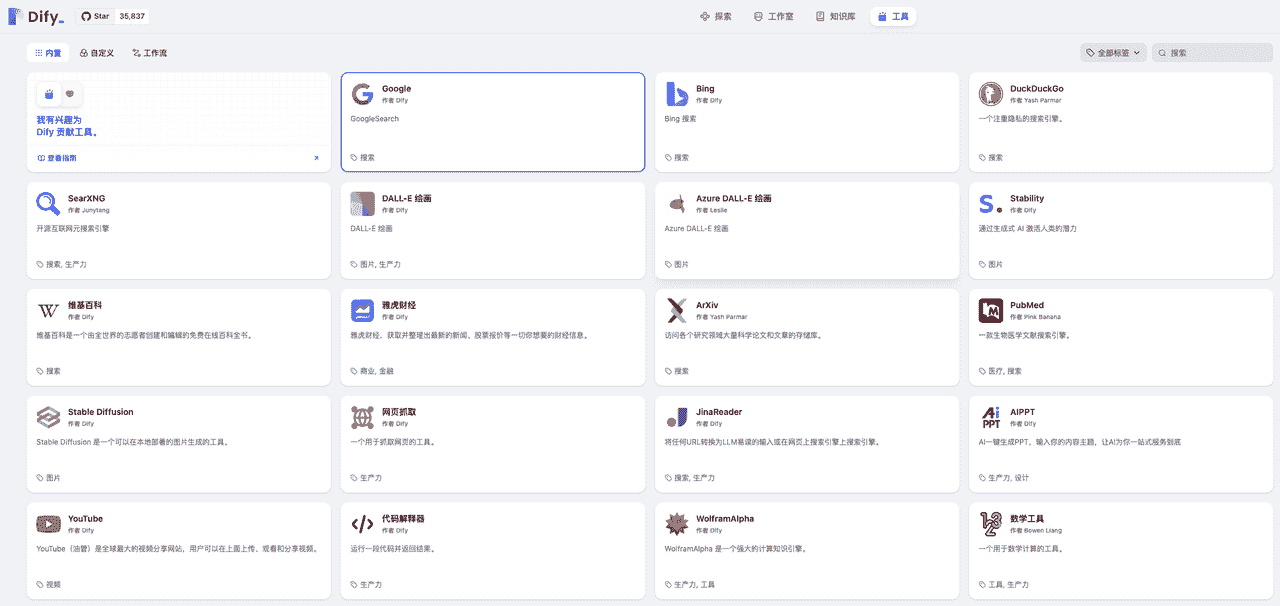 Dify_
Star 35,837
探索
工作室
知识库
工具
内置
自定义
工作流
全部标签
搜索
我有兴趣为
Dify 贡献工具。
查看指南
Google
作者 Dify
GoogleSearch
搜索
Bing
作者 Dify
Bing 搜索
搜索
DuckDuckGo
作者 Yash Parmar
一个注重隐私的搜索引擎。
搜索
SearXNG
作者 Junytang
开源互联网元搜索引擎
搜索, 生产力
DALL-E 绘画
作者 Dify
DALL-E 绘画
图片, 生产力
Azure DALL-E 绘画
作者 Leslie
Azure DALL-E 绘画
图片
Stability
作者 Dify
通过生成式 AI 激活人类的潜力
图片
维基百科
作者 Dify
维基百科是一个由全世界的志愿者创建和编辑的免费在线百科全书。
搜索
雅虎财经
作者 Dify
雅虎财经，获取并整理出最新的新闻、股票报价等一切你想要的财经信息。
商业, 金融
ArXiv
作者 Yash Parmar
访问各个研究领域大量科学论文和文章的存储库。
搜索
PubMed
作者 Pink Banana
一款生物医学文献搜索引擎。
医疗, 搜索
Stable Diffusion
作者 Dify
Stable Diffusion 是一个可以在本地部署的图片生成的工具。
图片
网页抓取
作者 Dify
一个用于抓取网页的工具。
生产力
JinaReader
作者 Dify
将任何URL转换为LLM易读的输入或在网页上搜索引擎上搜索引擎。
搜索, 生产力
Ai
PPT
AIPPT
作者 Dify
AI一键生成PPT，输入你的内容主题，让AI为你一站式服务到底
生产力, 设计
YouTube
作者 Dify
YouTube（油管）是全球最大的视频分享网站，用户可以在上面上传、观看和分享视频。
视频
代码解释器
作者 Dify
运行一段代码并返回结果。
生产力
WolframAlpha
作者 Dify
WolframAlpha 是一个强大的计算知识引擎。
生产力, 工具
数学工具
作者 Bowen Liang
一个用于数学计算的工具。
工具, 生产力